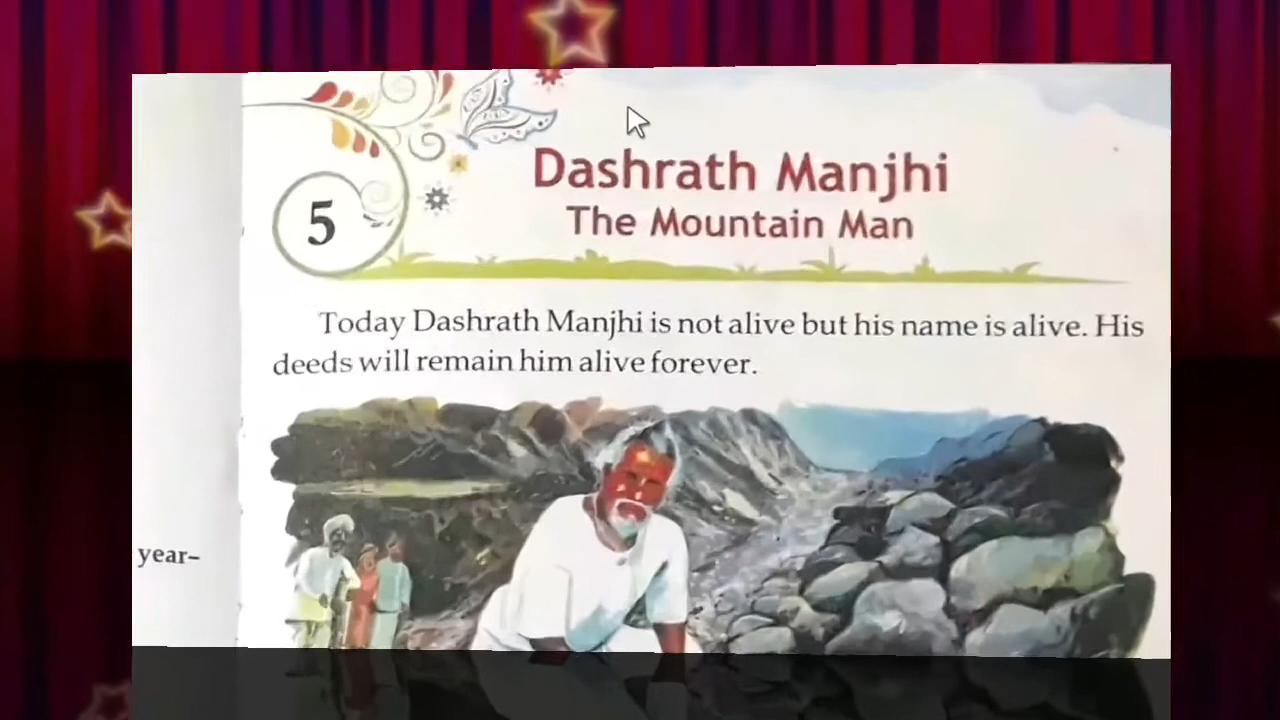 5
Dashrath Manjhi
The Mountain Man
Today Dashrath Manjhi is not alive but his name is alive. His
deeds will remain him alive forever.
year–